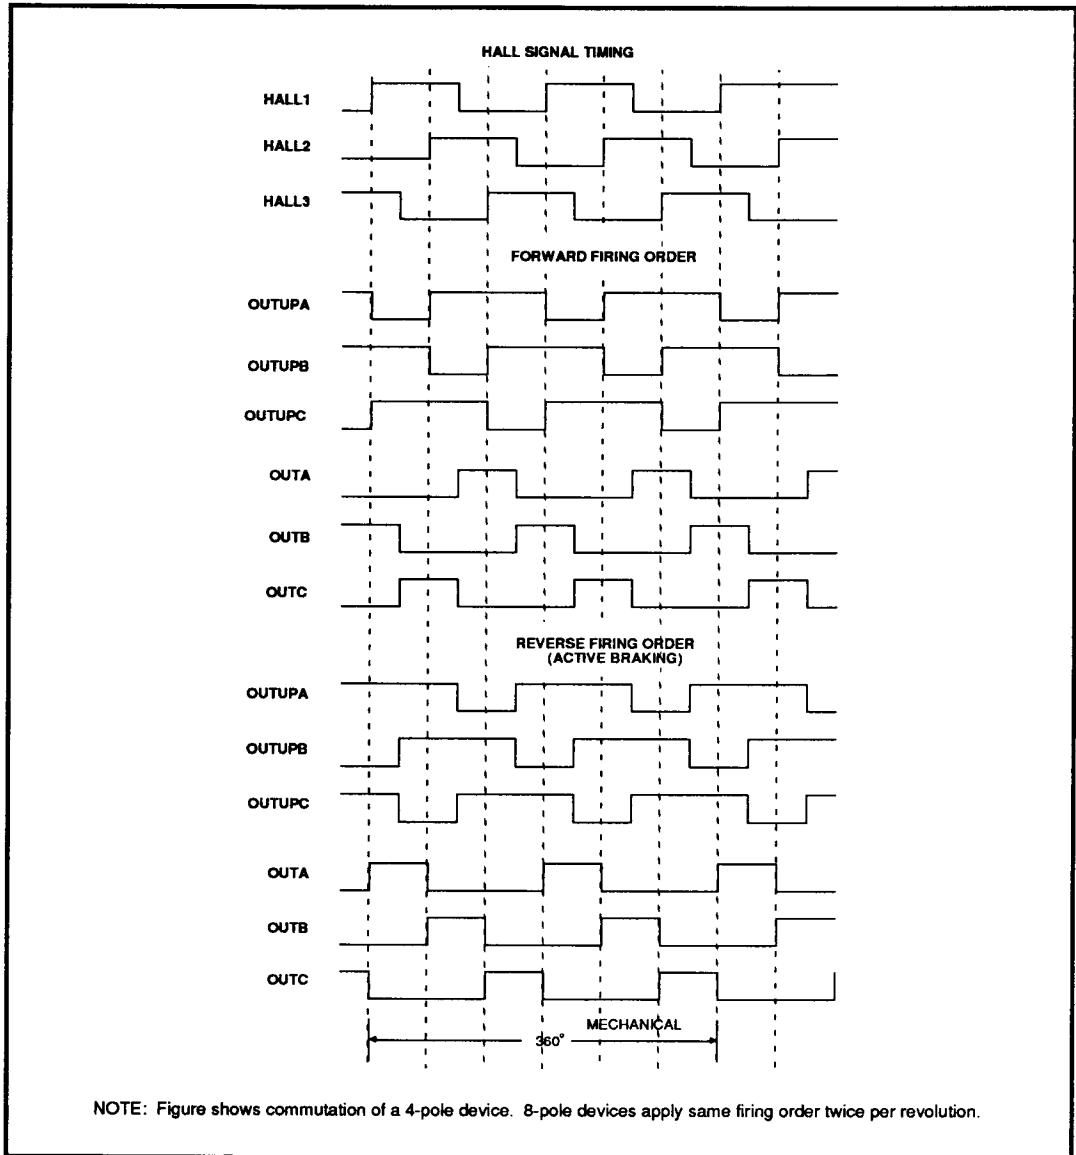 HALL SIGNAL TIMING
HALL1
HALL2
HALL3
FORWARD FIRING ORDER
OUTUPA
OUTUPB
OUTUPC
OUTA
OUTB
OUTC
REVERSE FIRING ORDER
(ACTIVE BRAKING)
OUTUPA
OUTUPB
OUTUPC
OUTA
OUTB
OUTC
MECHANICAL
360°
NOTE: Figure shows commutation of a 4-pole device. 8-pole devices apply same firing order twice per revolution.